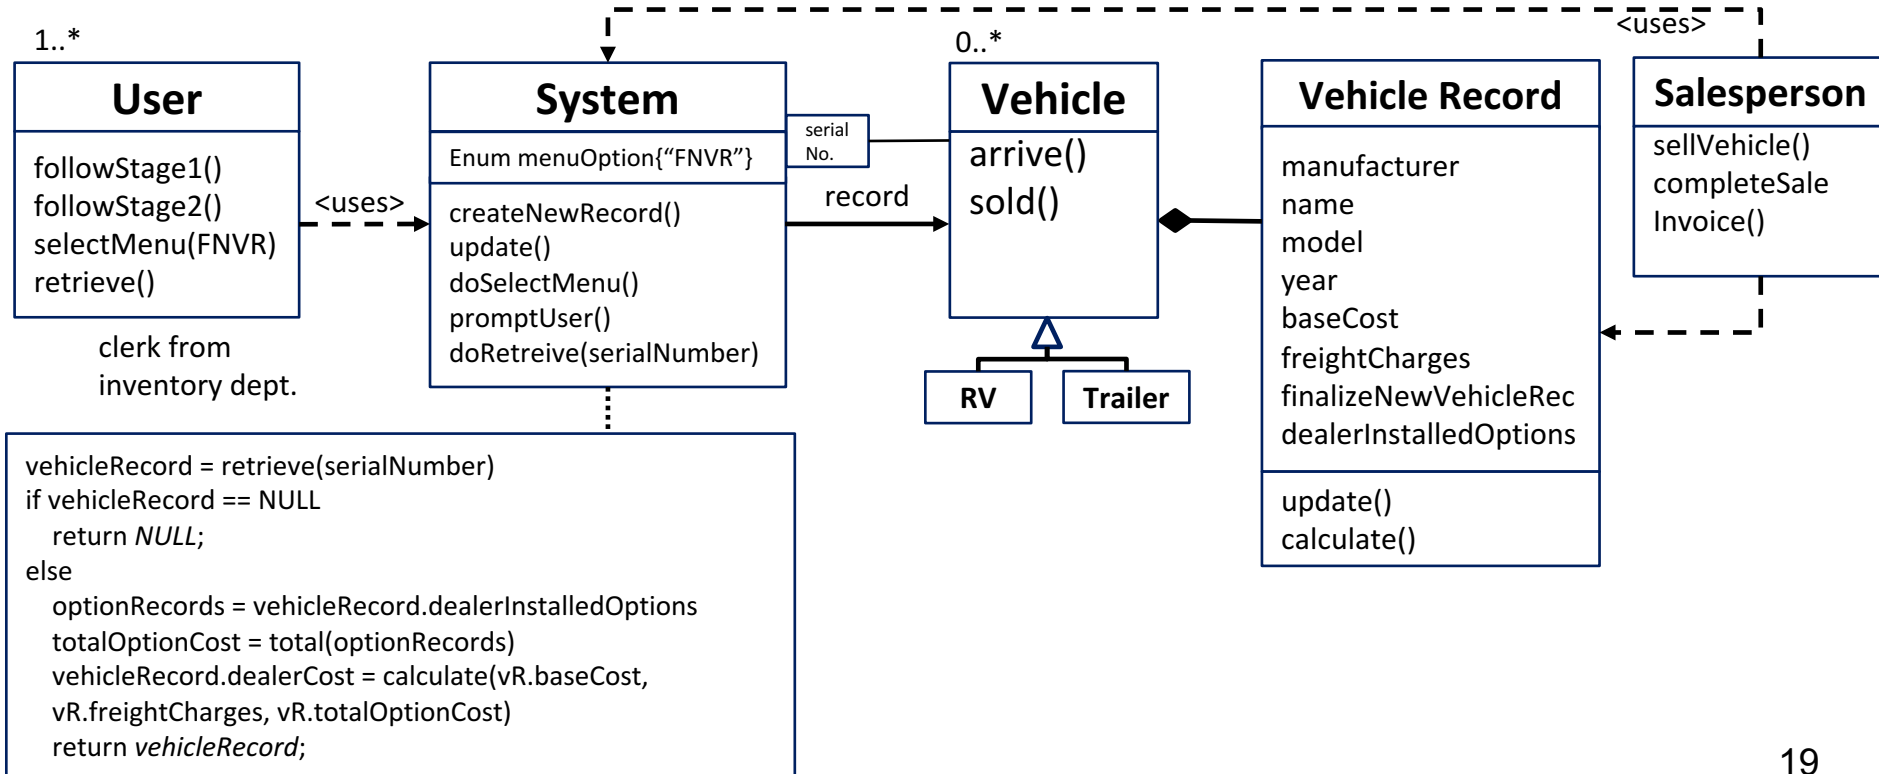 1..*
User
followStage1()
followStage2()
selectMenu(FNVR)
retrieve()
clerk from
inventory dept.
<uses>
System
Enum menuOption{“FNVR”}
createNewRecord()
update()
doSelectMenu()
promptUser()
doRetreive(serialNumber)
serial
No.
record
0..*
Vehicle
arrive()
sold()
RV
Trailer
Vehicle Record
manufacturer
name
model
year
baseCost
freightCharges
finalizeNewVehicleRec
dealerInstalledOptions
update()
calculate()
<uses>
Salesperson
sellVehicle()
completeSale
Invoice()
vehicleRecord = retrieve(serialNumber)
if vehicleRecord == NULL
return NULL;
else
optionRecords = vehicleRecord.dealerInstalledOptions
totalOptionCost = total(optionRecords)
vehicleRecord.dealerCost = calculate(vR.baseCost,
vR.freightCharges, vR.totalOptionCost)
return vehicleRecord;
19